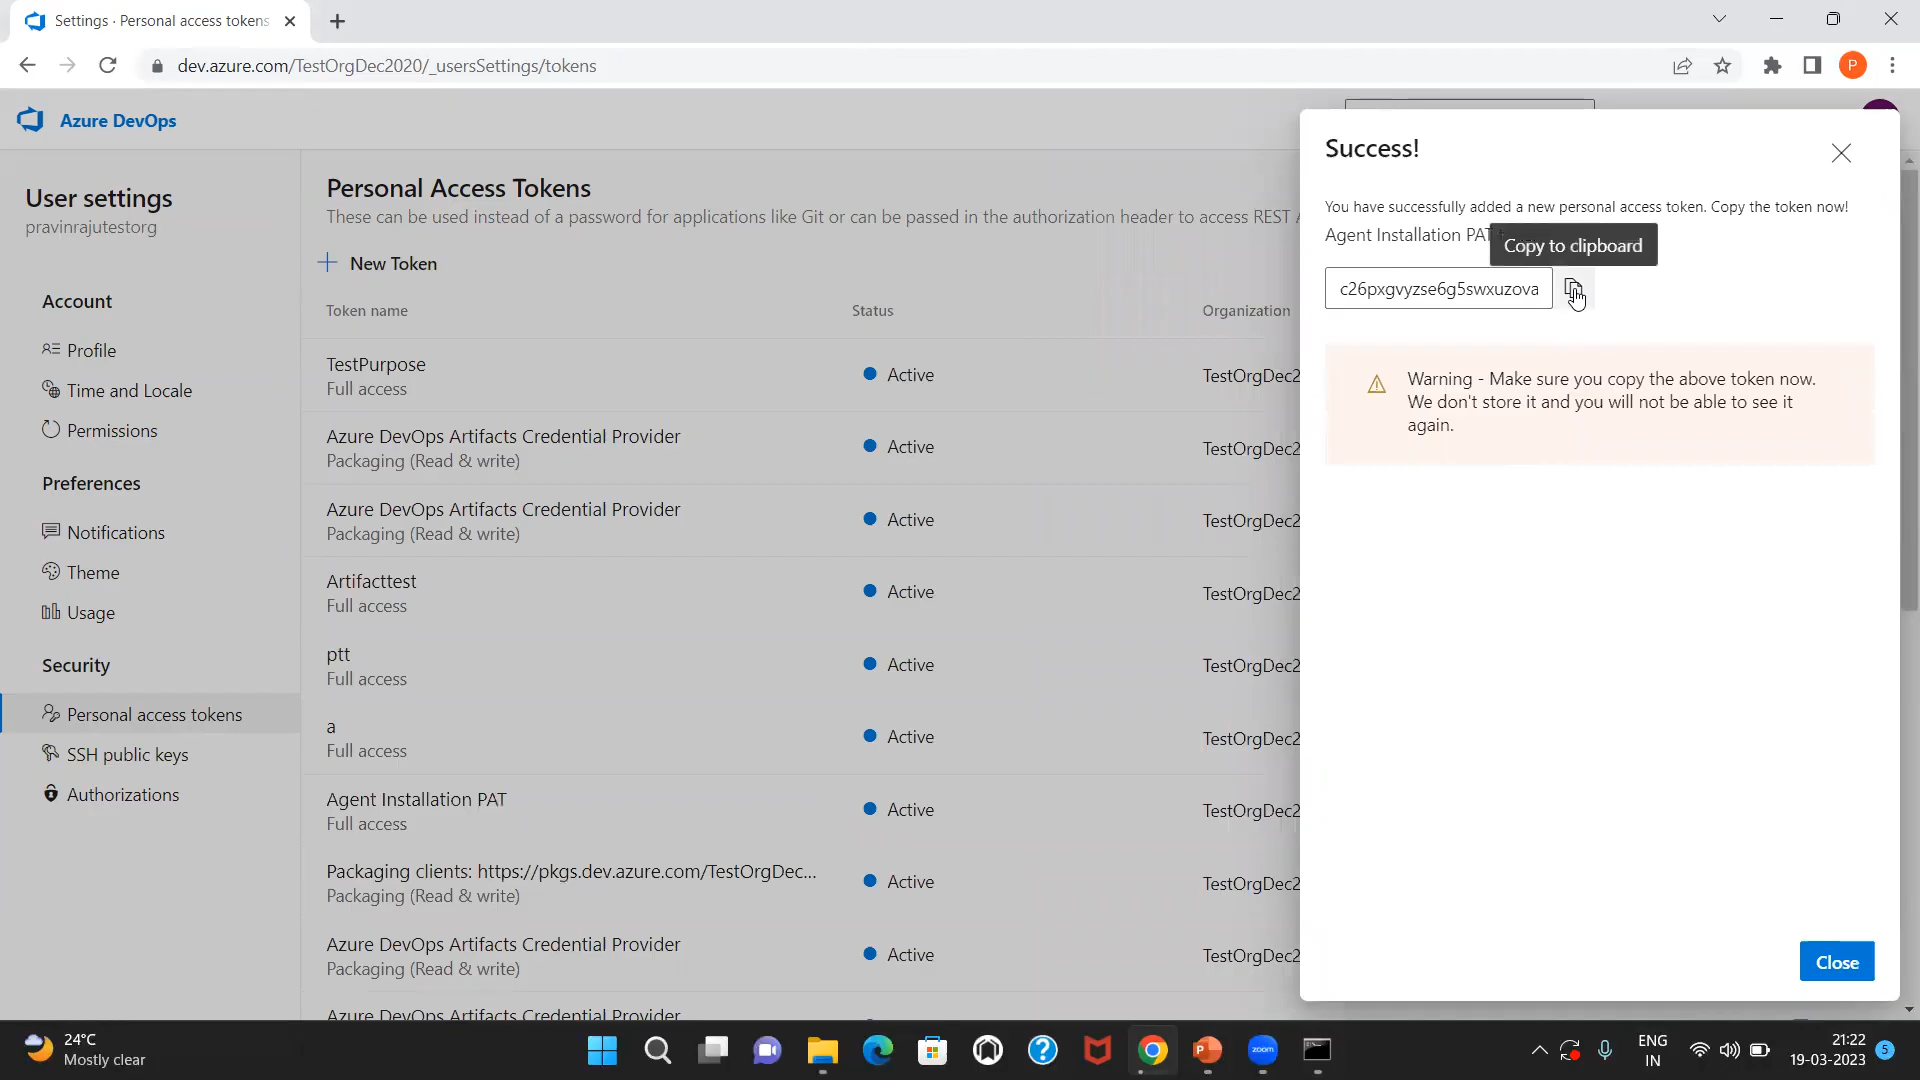 Settings · Personal access tokens
dev.azure.com/TestOrgDec2020/_usersSettings/tokens
P
Azure DevOps
User settings
pravinrajutestorg
Account
Profile
Time and Locale
Permissions
Preferences
Notifications
Theme
Usage
Security
Personal access tokens
SSH public keys
Authorizations
Personal Access Tokens
These can be used instead of a password for applications like Git or can be passed in the authorization header to access REST
New Token
Token name Status Organization
TestPurpose Active TestOrgDec2
Full access
Azure DevOps Artifacts Credential Provider Active TestOrgDec2
Packaging (Read & write)
Azure DevOps Artifacts Credential Provider Active TestOrgDec2
Packaging (Read & write)
Artifacttest Active TestOrgDec2
Full access
ptt Active TestOrgDec2
Full access
a Active TestOrgDec2
Full access
Agent Installation PAT Active TestOrgDec2
Full access
Packaging clients: https://pkgs.dev.azure.com/TestOrgDec... Active TestOrgDec2
Packaging (Read & write)
Azure DevOps Artifacts Credential Provider Active TestOrgDec2
Packaging (Read & write)
Azure DevOps Artifacts Credential Provider
Success!
You have successfully added a new personal access token. Copy the token now!
Agent Installation PAT
Copy to clipboard
c26pxgvyzse6g5swxuzova
Warning - Make sure you copy the above token now.
We don't store it and you will not be able to see it
again.
Close
24°C
Mostly clear
zoom
ENG
IN
21:22
19-03-2023
5